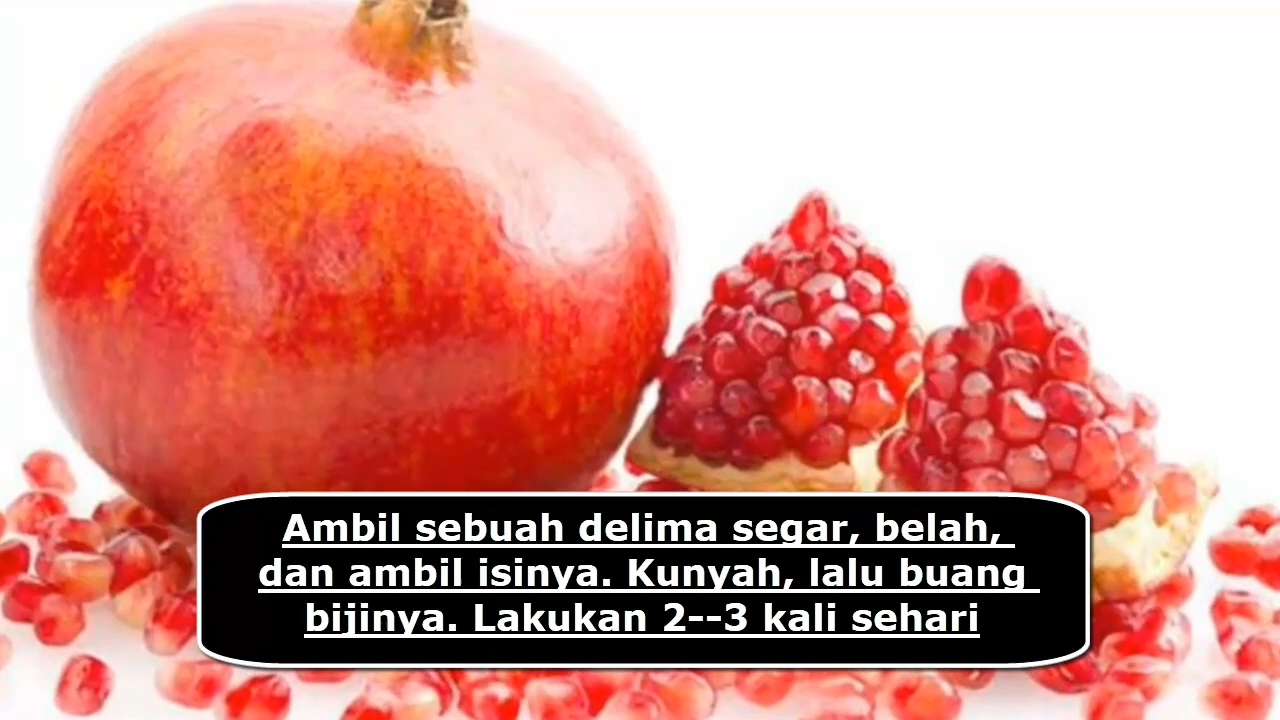 Ambil sebuah delima segar, belah,
dan ambil isinya. Kunyah, lalu buang
bijinya. Lakukan 2--3 kali sehari